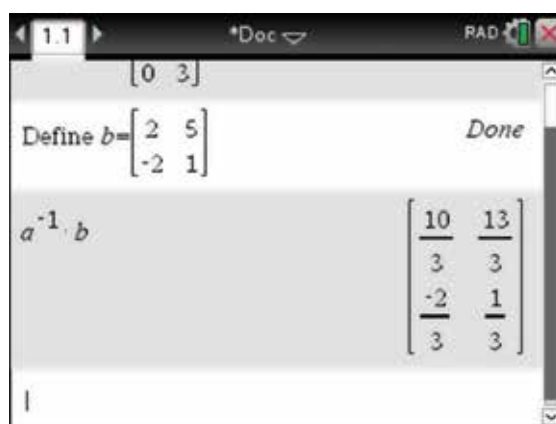 1.1 *Doc RAD
[0 3]
Define b=[2 5
-2 1] Done
a^-1 · b [10/3 13/3
-2/3 1/3]